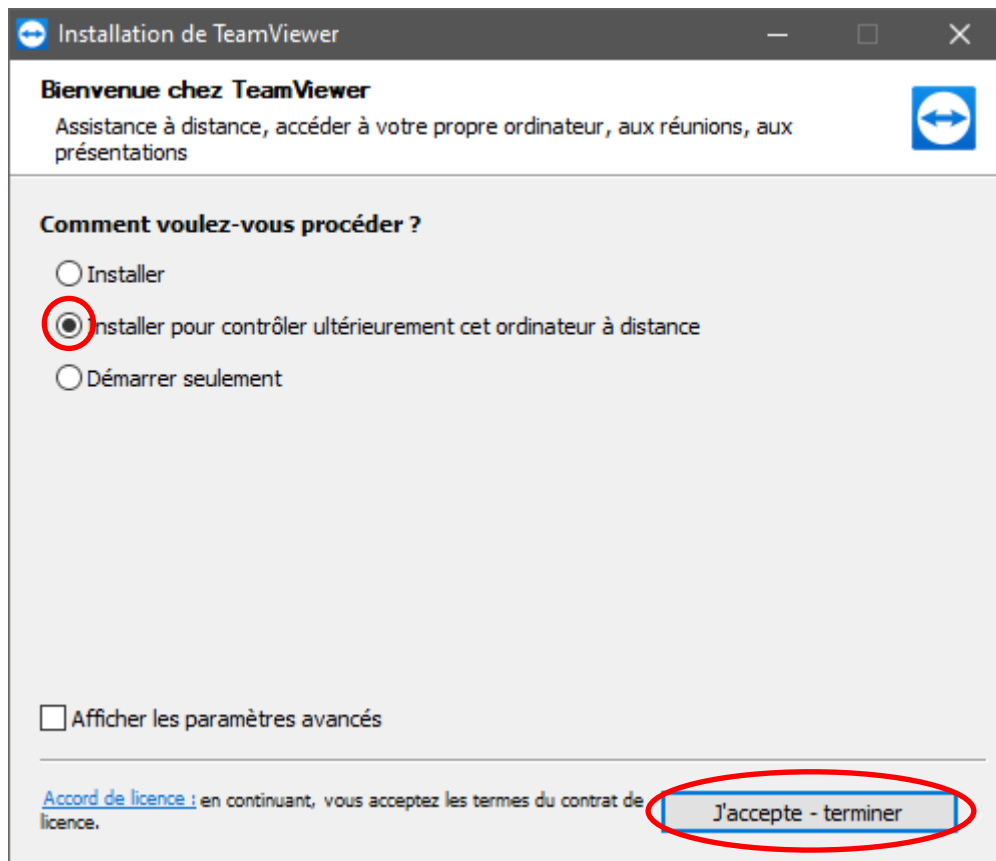 Installation de TeamViewer
Bienvenue chez TeamViewer
Assistance à distance, accéder à votre propre ordinateur, aux réunions, aux
présentations
Comment voulez-vous procéder ?
Installer
Installer pour contrôler ultérieurement cet ordinateur à distance
Démarrer seulement
Afficher les paramètres avancés
Accord de licence : en continuant, vous acceptez les termes du contrat de
licence.
J'accepte - terminer